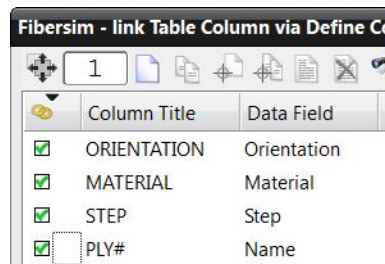 Fibersim - link Table Column via Define
1
Column Title Data Field
ORIENTATION Orientation
MATERIAL Material
STEP Step
PLY# Name